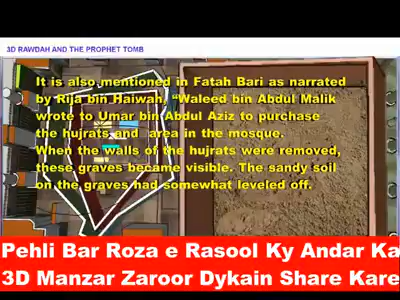 3D RAWDAH AND THE PROPHET TOMB
It is also mentioned in Fatah Bari as narrated
by Rija bin Haiwah, "Waleed bin Abdul Malik
wrote to Umar bin Abdul Aziz to purchase
the hujrats and area in the mosque.
When the walls of the hujrats were removed,
these graves became visible. The sandy soil
on the graves had somewhat leveled off.
Pehli Bar Roza e Rasool Ky Andar Ka
3D Manzar Zaroor Dykain Share Kare